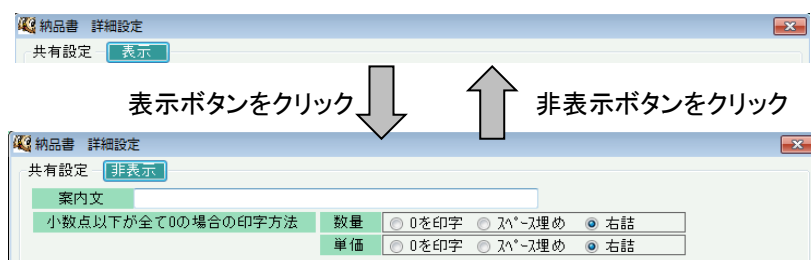 納品書 詳細設定
共有設定 表示
表示ボタンをクリック 非表示ボタンをクリック
納品書 詳細設定
共有設定 非表示
案内文
小数点以下が全て0の場合の印字方法 数量 0を印字 ｽﾍﾟｰｽ埋め 右詰
単価 0を印字 ｽﾍﾟｰｽ埋め 右詰